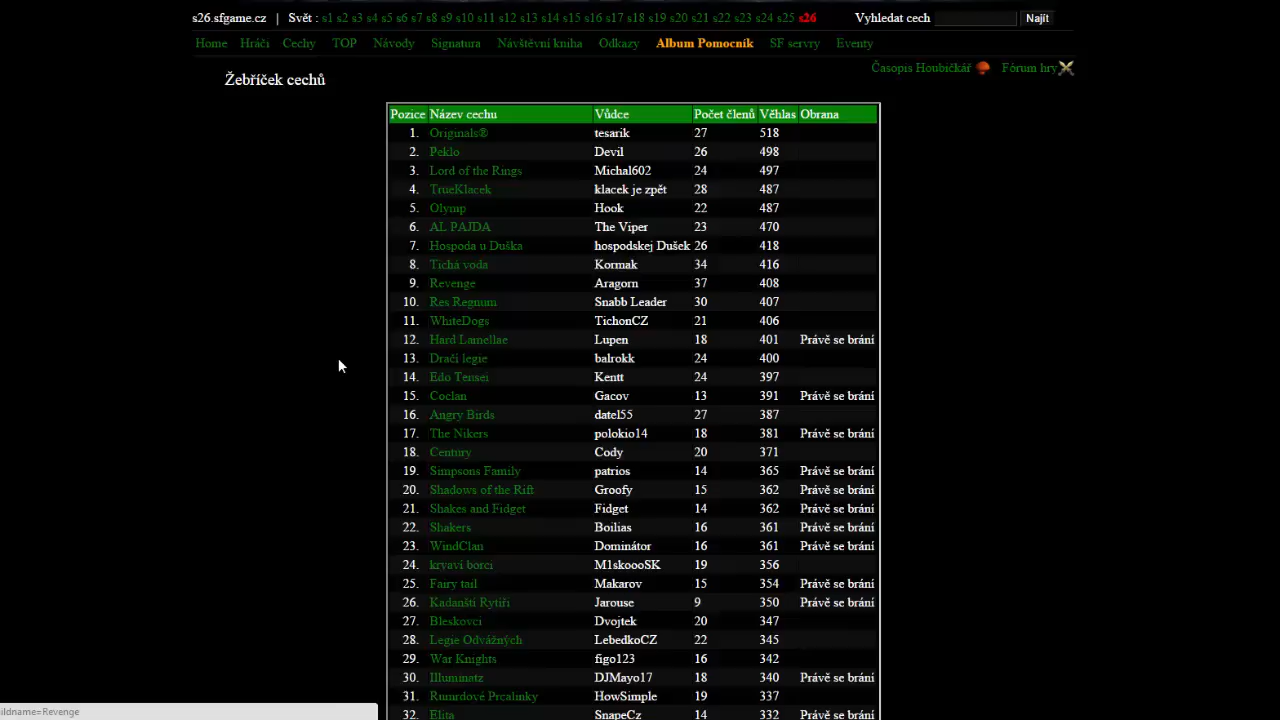 s26.sfgame.cz | Svět : s1 s2 s3 s4 s5 s6 s7 s8 s9 s10 s11 s12 s13 s14 s15 s16 s17 s18 s19 s20 s21 s22 s23 s24 s25 s26 Vyhledat cech Najít
Home Hráči Cechy TOP Návody Signatura Návštěvní kniha Odkazy Album Pomocník SF servry Eventy
Časopis Houbičkář Fórum hry
Žebříček cechů
Pozice Název cechu Vůdce Počet členů Věhlas Obrana
1. Originals® tesarik 27 518
2. Peklo Devil 26 498
3. Lord of the Rings Michal602 24 497
4. TrueKlacek klacek je zpět 28 487
5. Olymp Hook 22 487
6. AL PAJDA The Viper 23 470
7. Hospoda u Duška hospodskej Dušek 26 418
8. Tichá voda Kormak 34 416
9. Revenge Aragorn 37 408
10. Res Regnum Snabb Leader 30 407
11. WhiteDogs TichonCZ 21 406
12. Hard Lamellae Lupen 18 401 Právě se brání
13. Dračí legie balrokk 24 400
14. Edo Tensei Kentt 24 397
15. Coclan Gacov 13 391 Právě se brání
16. Angry Birds datel55 27 387
17. The Nikers polokio14 18 381 Právě se brání
18. Century Cody 20 371
19. Simpsons Family patrios 14 365 Právě se brání
20. Shadows of the Rift Groofy 15 362 Právě se brání
21. Shakes and Fidget Fidget 14 362 Právě se brání
22. Shakers Boilias 16 361 Právě se brání
23. WindClan Dominátor 16 361 Právě se brání
24. kryaví borci M1skoooSK 19 356
25. Fairy tail Makarov 15 354 Právě se brání
26. Kadanští Rytíři Jarouse 9 350 Právě se brání
27. Bleskovci Dvojtek 20 347
28. Legie Odvážných LebedkoCZ 22 345
29. War Knights figo123 16 342
30. Illuminatz DJMayo17 18 340 Právě se brání
31. Rumrdové Prcalinky HowSimple 19 337
32. Elita SnapeCz 14 332 Právě se brání
ildname=Revenge